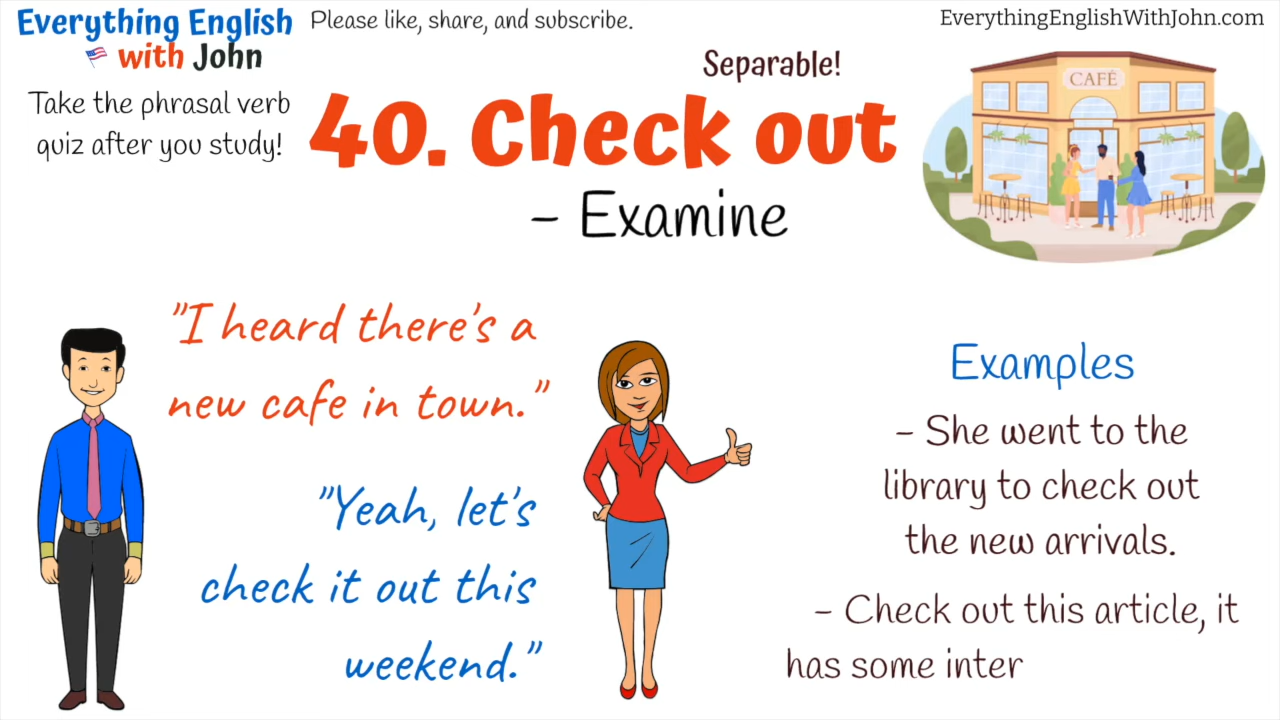 Everything English
with John
Please like, share, and subscribe.
EverythingEnglishWithJohn.com
Take the phrasal verb
quiz after you study!
Separable!
40. Check out
- Examine
CAFÉ
"I heard there's a
new cafe in town."
"Yeah, let's
check it out this
weekend."
Examples
- She went to the
library to check out
the new arrivals.
- Check out this article, it
has some inter